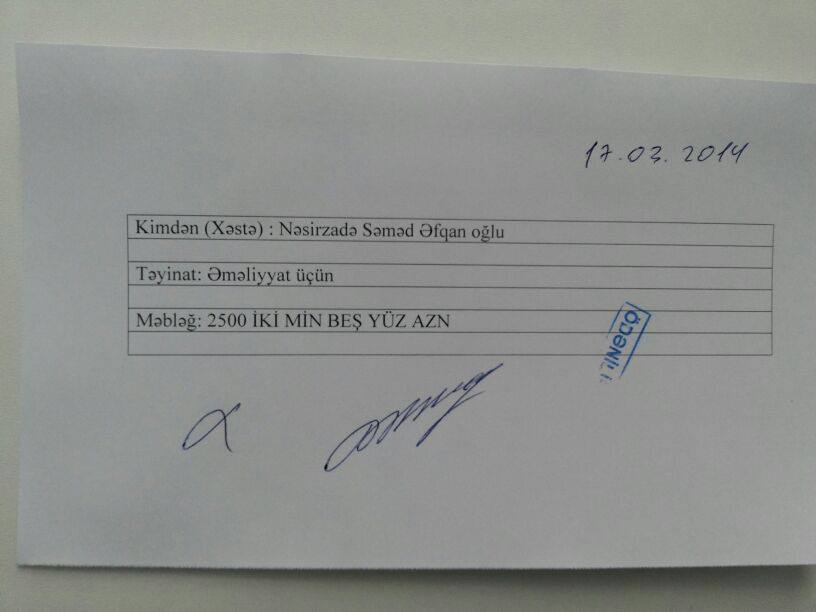 17.03.2014
Kimdən (Xəstə) : Nəsirzadə Səməd Əfqan oğlu
Təyinat: Əməliyyat üçün
Məbləğ: 2500 İKİ MİN BEŞ YÜZ AZN